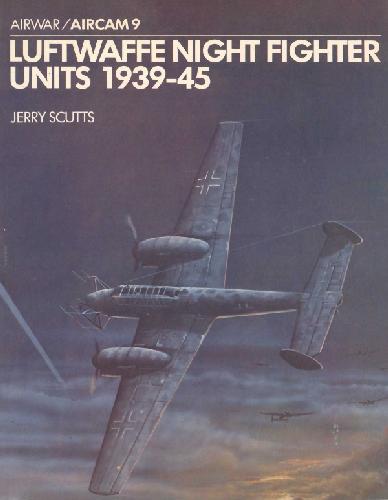 AIRWAR/AIRCAM 9
LUFTWAFFE NIGHT FIGHTER
UNITS 1939-45
JERRY SCUTTS